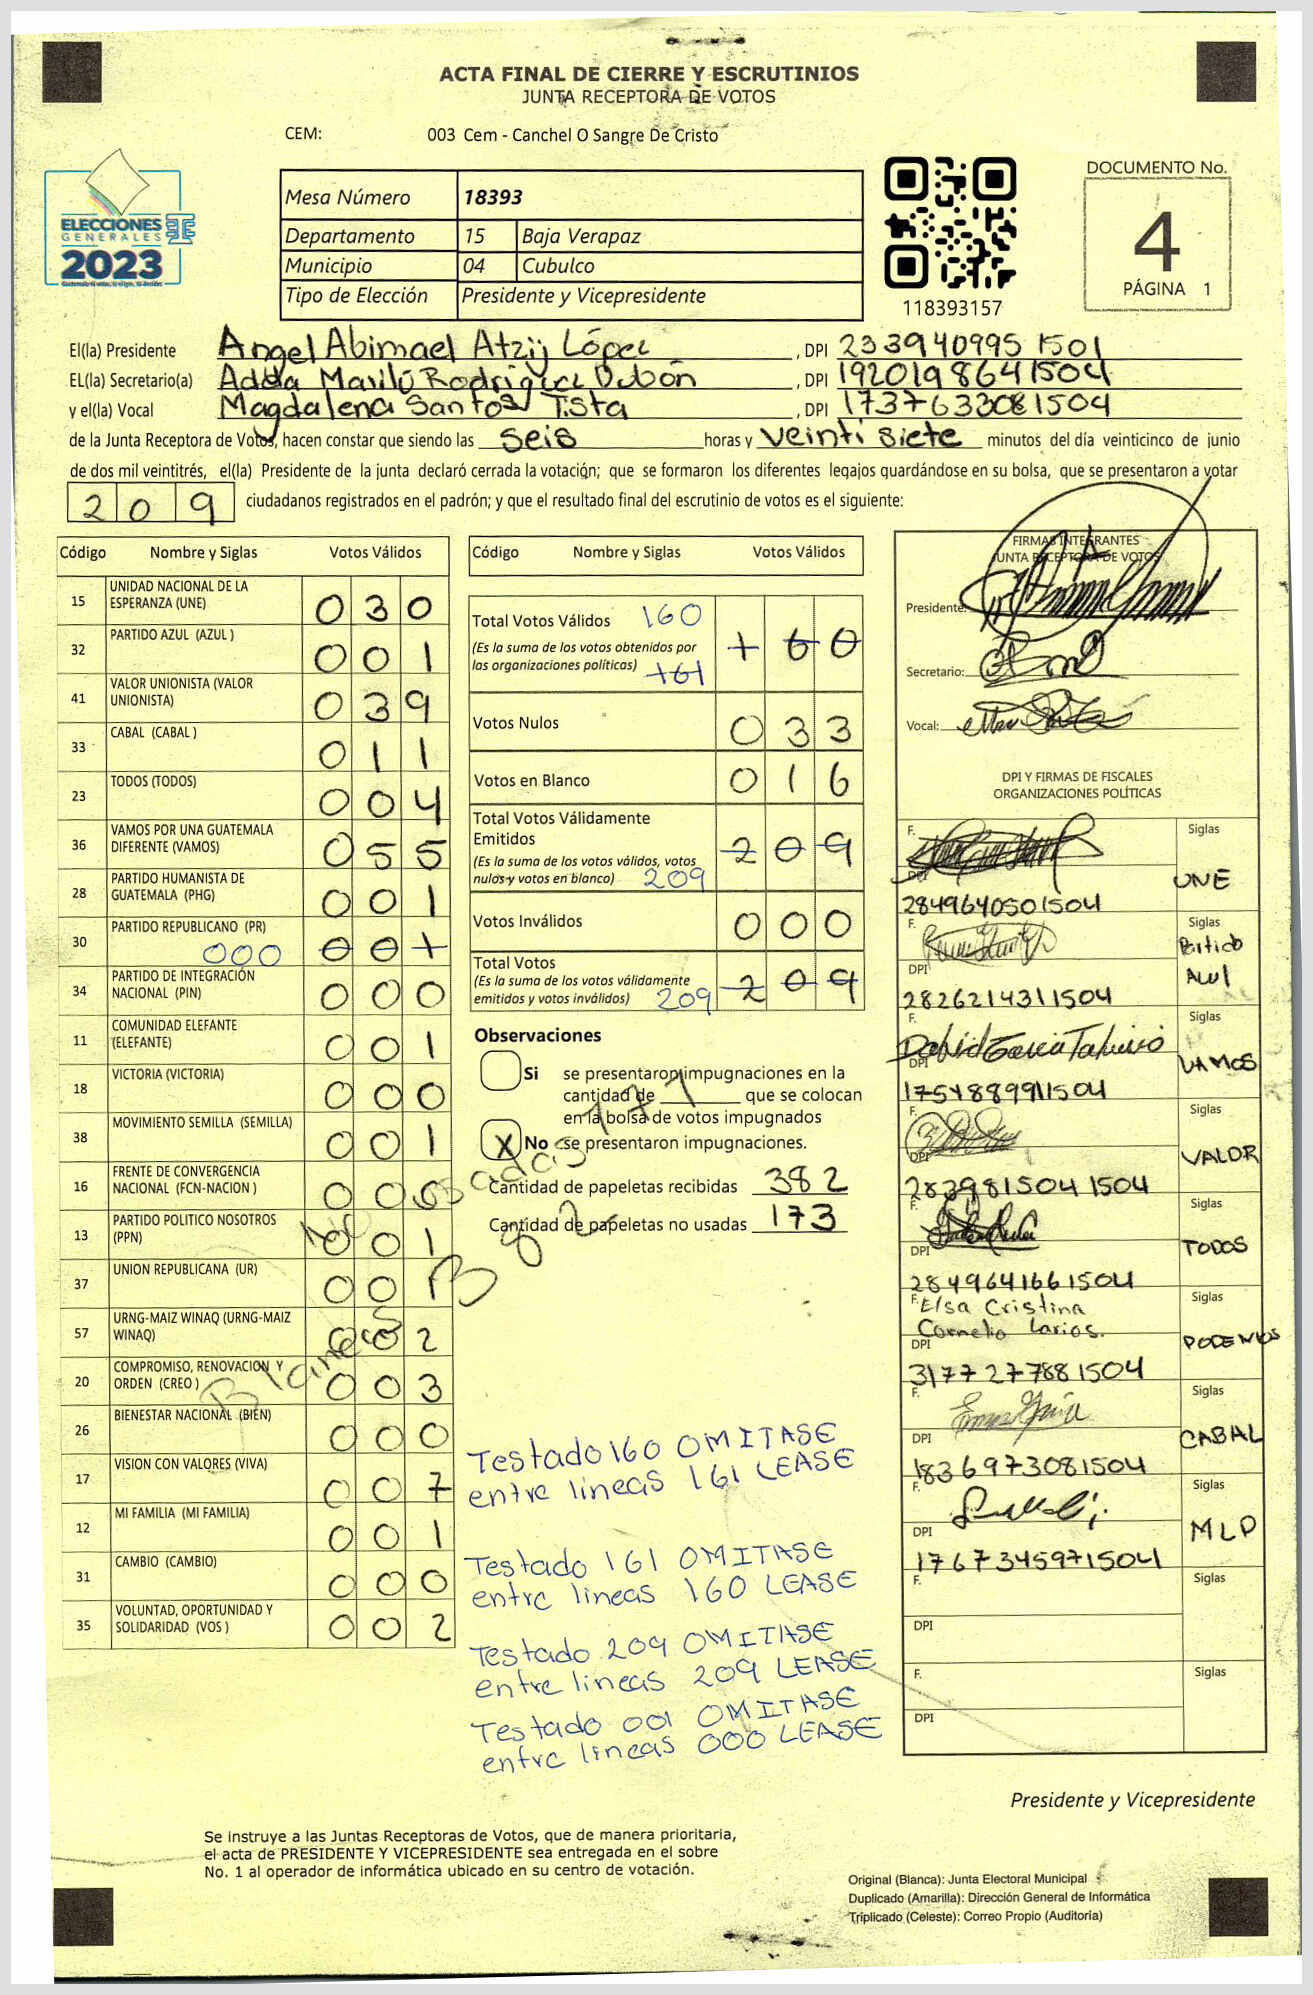 ACTA FINAL DE CIERRE Y ESCRUTINIOS
JUNTA RECEPTORA DE VOTOS
CEM: 003 Cem - Canchel O Sangre De Cristo
ELECCIONES
GENERALES
2023
Mesa Número 18393
Departamento 15 Baja Verapaz
Municipio 04 Cubulco
Tipo de Elección Presidente y Vicepresidente
118393157
DOCUMENTO No.
4
PÁGINA 1
El(la) Presidente Angel Abimael Atzij López , DPI 233940995 1501
EL(la) Secretario(a) Adda Marilú Rodriguez Dubón , DPI 1920198641504
y el(la) Vocal Magdalena Santos Tista , DPI 1737633081504
de la Junta Receptora de Votos, hacen constar que siendo las seis horas y veinti siete minutos del día veinticinco de junio
de dos mil veintitrés, el(la) Presidente de la junta declaró cerrada la votación; que se formaron los diferentes legajos quardándose en su bolsa, que se presentaron a votar
209 ciudadanos registrados en el padrón; y que el resultado final del escrutinio de votos es el siguiente:
Código Nombre y Siglas Votos Válidos
15 UNIDAD NACIONAL DE LA ESPERANZA (UNE) 030
32 PARTIDO AZUL (AZUL ) 001
41 VALOR UNIONISTA (VALOR UNIONISTA) 039
33 CABAL (CABAL ) 011
23 TODOS (TODOS) 004
36 VAMOS POR UNA GUATEMALA DIFERENTE (VAMOS) 055
28 PARTIDO HUMANISTA DE GUATEMALA (PHG) 001
30 PARTIDO REPUBLICANO (PR) 000 001
34 PARTIDO DE INTEGRACIÓN NACIONAL (PIN) 000
11 COMUNIDAD ELEFANTE (ELEFANTE) 001
18 VICTORIA (VICTORIA) 000
38 MOVIMIENTO SEMILLA (SEMILLA) 001
16 FRENTE DE CONVERGENCIA NACIONAL (FCN-NACION ) 00
13 PARTIDO POLITICO NOSOTROS (PPN) 001
37 UNION REPUBLICANA (UR) 00
57 URNG-MAIZ WINAQ (URNG-MAIZ WINAQ) 002
20 COMPROMISO, RENOVACION Y ORDEN (CREO ) 003
26 BIENESTAR NACIONAL (BIEN) 000
17 VISION CON VALORES (VIVA) 007
12 MI FAMILIA (MI FAMILIA) 001
31 CAMBIO (CAMBIO) 000
35 VOLUNTAD, OPORTUNIDAD Y SOLIDARIDAD (VOS ) 002
Código Nombre y Siglas Votos Válidos
Total Votos Válidos 160
(Es la suma de los votos obtenidos por
las organizaciones políticas) 161
160
Votos Nulos 033
Votos en Blanco 016
Total Votos Válidamente
Emitidos
(Es la suma de los votos válidos, votos
nulos y votos en blanco) 209
209
Votos Inválidos 000
Total Votos
(Es la suma de los votos válidamente
emitidos y votos inválidos) 209
209
Observaciones
Si se presentaron impugnaciones en la
cantidad de que se colocan
en la bolsa de votos impugnados
X No se presentaron impugnaciones.
Cantidad de papeletas recibidas 382
Cantidad de papeletas no usadas 173
Testado 160 OMITASE
entre lineas 161 LEASE
Testado 161 OMITASE
entre lineas 160 LEASE
Testado 209 OMITASE
entre lineas 209 LEASE
Testado 001 OMITASE
entre lineas 000 LEASE
FIRMAS INTEGRANTES
JUNTA RECEPTORA DE VOTOS
Presidente:
Secretario:
Vocal:
DPI Y FIRMAS DE FISCALES
ORGANIZACIONES POLÍTICAS
F. Siglas
DPI UNE
2849640501504
F. Siglas
DPI Partido Azul
2826214311504
F. Siglas
DPI VAMOS
1754889911504
F. Siglas
DPI VALOR
2839815041504
F. Siglas
DPI TODOS
2849641661504
F. Elsa Cristina Siglas
Cornelio Larios.
DPI PODEMOS
3177277881504
F. Siglas
DPI CABAL
1836973081504
F. Siglas
DPI MLP
1767345971504
F. Siglas
DPI
F. Siglas
DPI
Presidente y Vicepresidente
Se instruye a las Juntas Receptoras de Votos, que de manera prioritaria,
el acta de PRESIDENTE Y VICEPRESIDENTE sea entregada en el sobre
No. 1 al operador de informática ubicado en su centro de votación.
Original (Blanca): Junta Electoral Municipal
Duplicado (Amarilla): Dirección General de Informática
Triplicado (Celeste): Correo Propio (Auditoría)